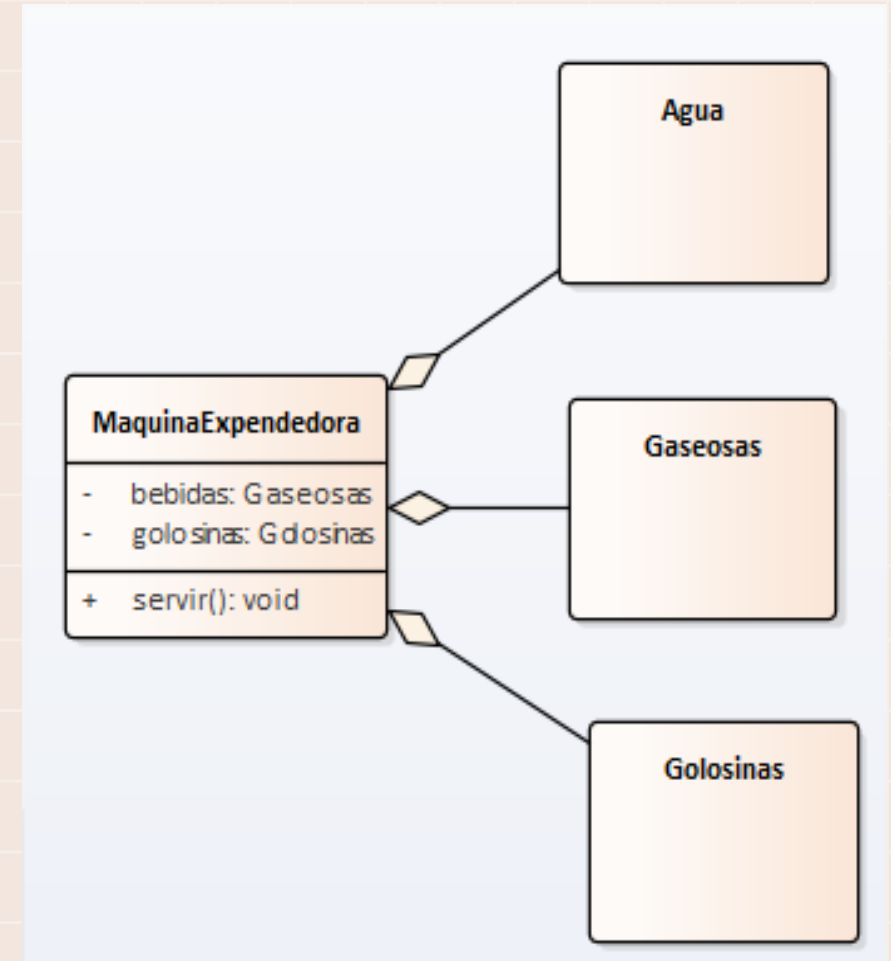 Agua
MaquinaExpendedora
- bebidas: Gaseosas
- golosinas: Golosinas
+ servir(): void
Gaseosas
Golosinas